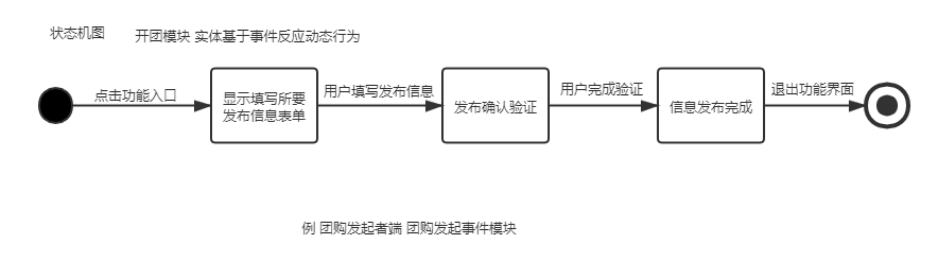 状态机图
开团模块 实体基于事件反应动态行为
点击功能入口
显示填写所要
发布信息表单
用户填写发布信息
发布确认验证
用户完成验证
信息发布完成
退出功能界面
例 团购发起者端 团购发起事件模块